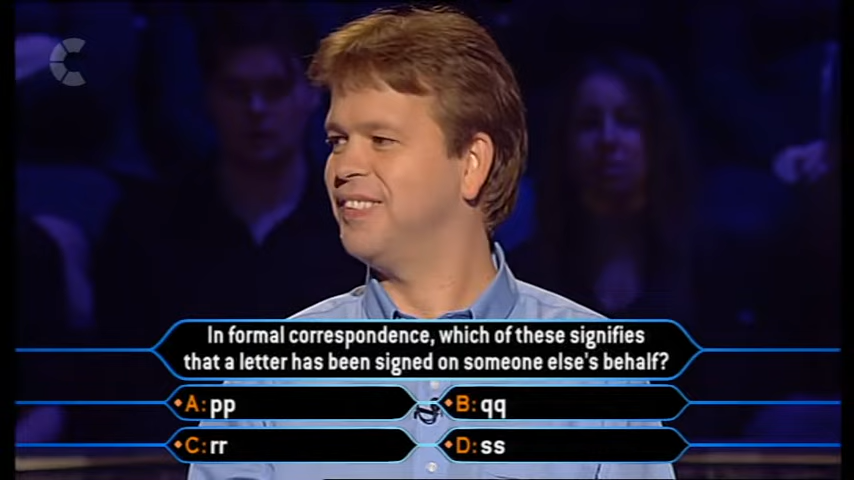 In formal correspondence, which of these signifies
that a letter has been signed on someone else's behalf?
A: pp
B: qq
C: rr
D: ss